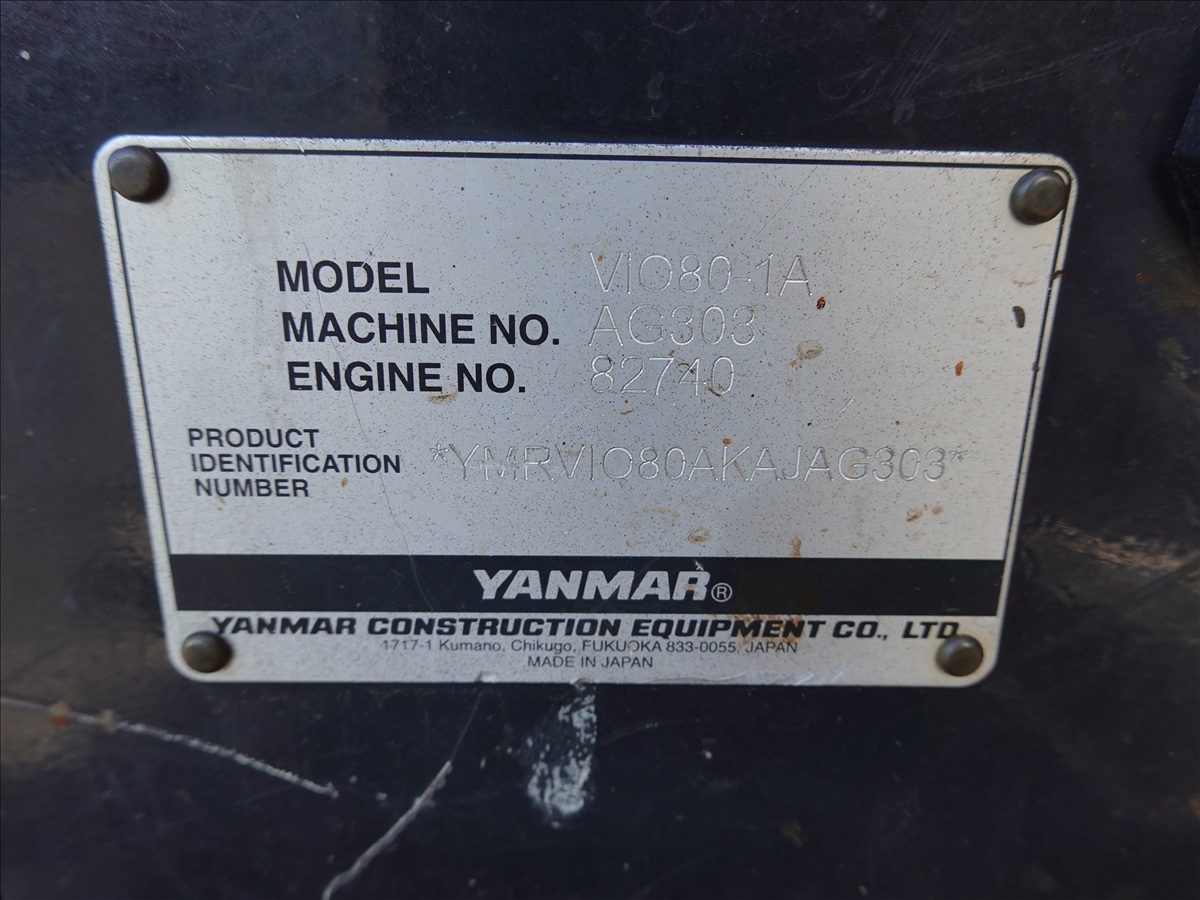 MODEL VIO80-1A
MACHINE NO. AG303
ENGINE NO. 82740
PRODUCT
IDENTIFICATION *YMRVIO80AKAJAG303*
NUMBER
YANMAR®
YANMAR CONSTRUCTION EQUIPMENT CO., LTD
1717-1 Kumano, Chikugo, FUKUOKA 833-0055, JAPAN
MADE IN JAPAN